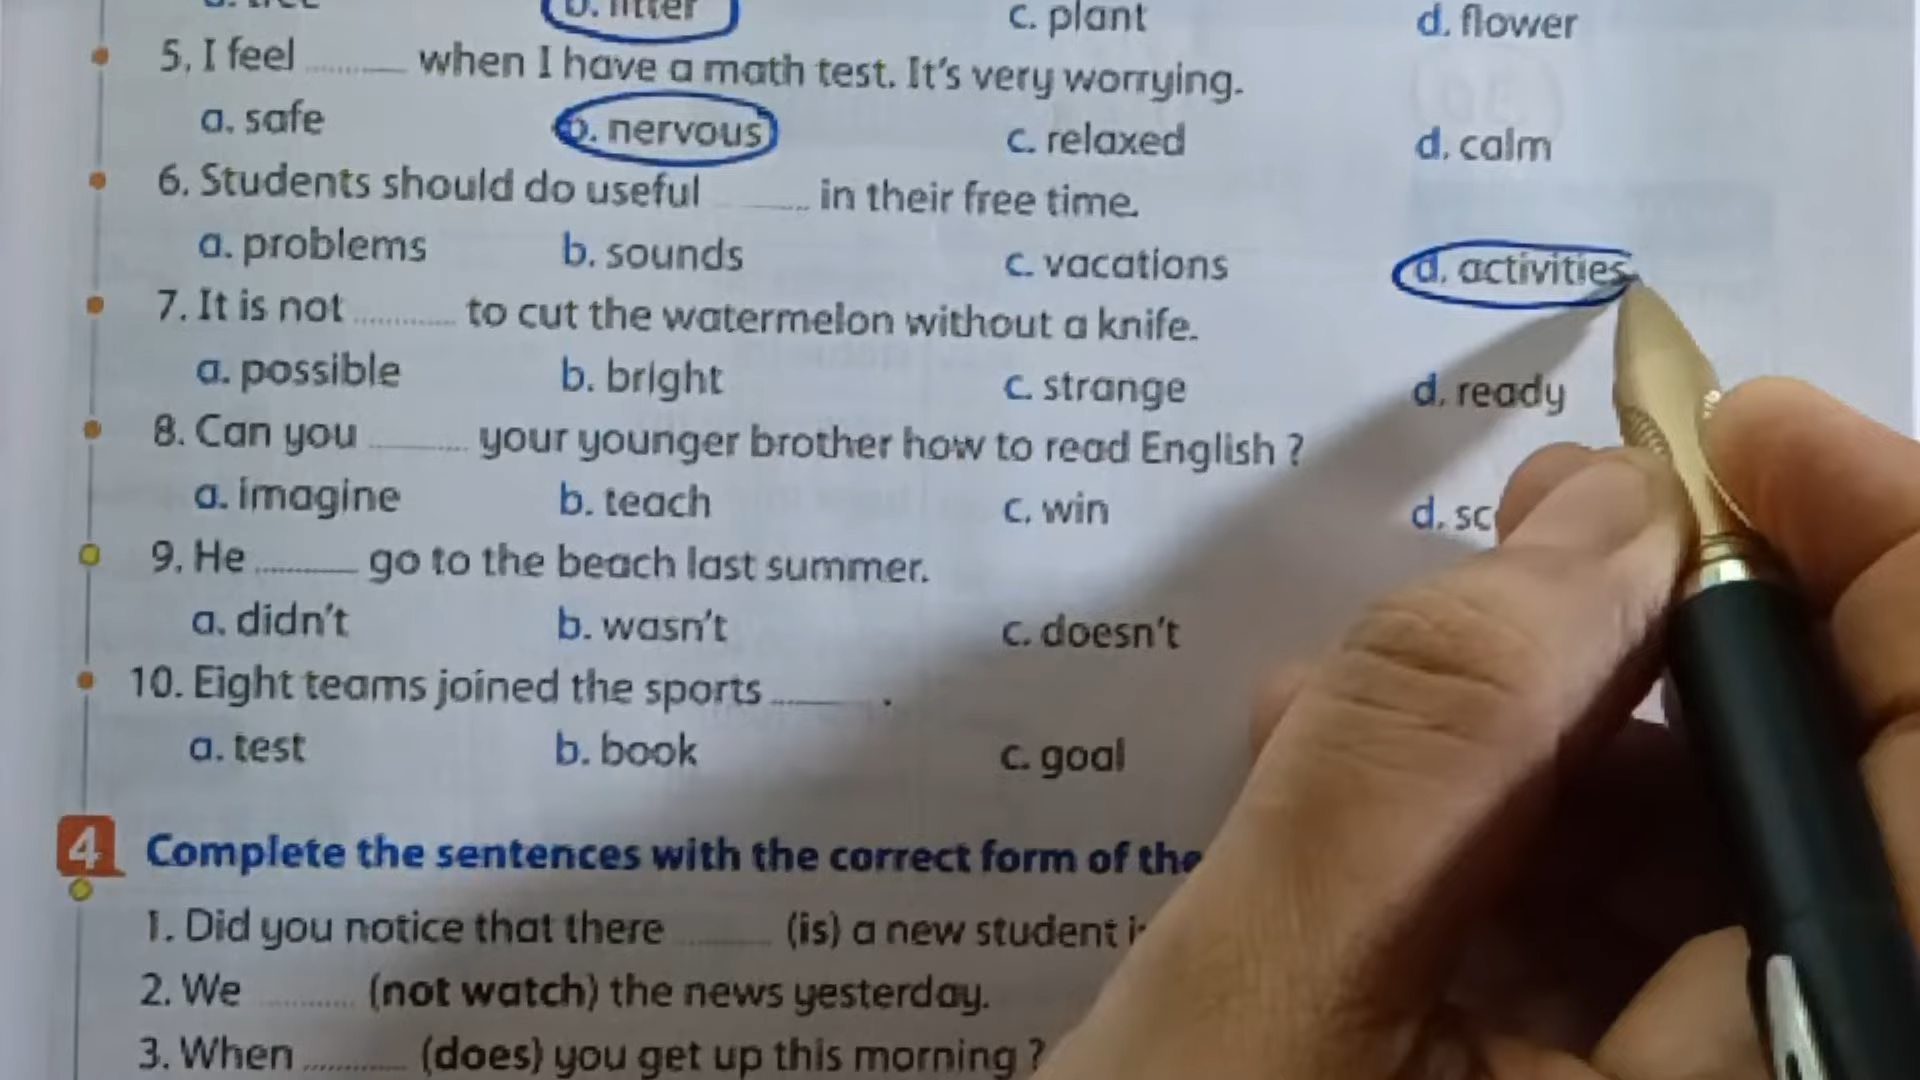 b. litter c. plant d. flower
5. I feel ......... when I have a math test. It's very worrying.
a. safe b. nervous c. relaxed d. calm
6. Students should do useful ......... in their free time.
a. problems b. sounds c. vacations d. activities
7. It is not ......... to cut the watermelon without a knife.
a. possible b. bright c. strange d. ready
8. Can you ......... your younger brother how to read English ?
a. imagine b. teach c. win d.
9. He ......... go to the beach last summer.
a. didn't b. wasn't c. doesn't
10. Eight teams joined the sports ......... .
a. test b. book c. goal
4 Complete the sentences with the correct form of the
1. Did you notice that there ......... (is) a new student
2. We ......... (not watch) the news yesterday.
3. When ......... (does) you get up this morning ?